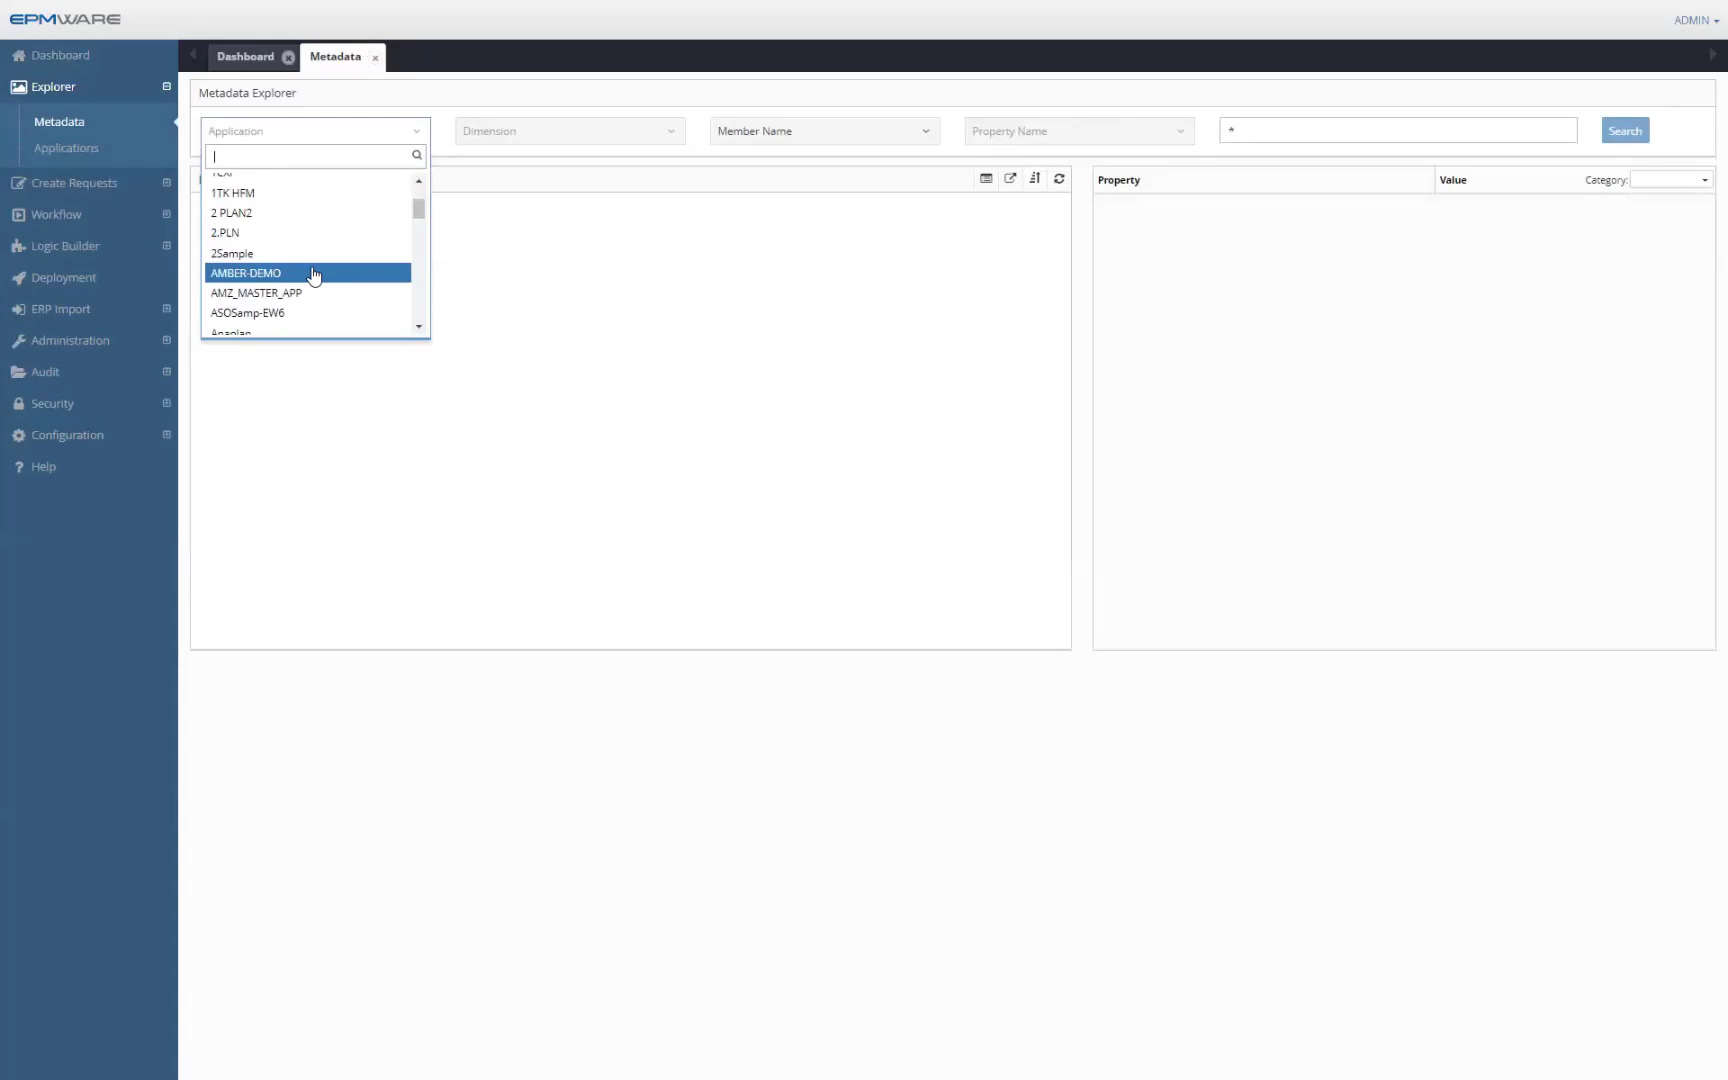 EPMWARE
ADMIN
Dashboard
Explorer
Metadata
Applications
Create Requests
Workflow
Logic Builder
Deployment
ERP Import
Administration
Audit
Security
Configuration
? Help
Dashboard
Metadata
Metadata Explorer
Application
Dimension
Member Name
Property Name
*
Search
1TK HFM
2 PLAN2
2.PLN
2Sample
AMBER-DEMO
AMZ_MASTER_APP
ASOSamp-EW6
Anaplan
Property
Value
Category: